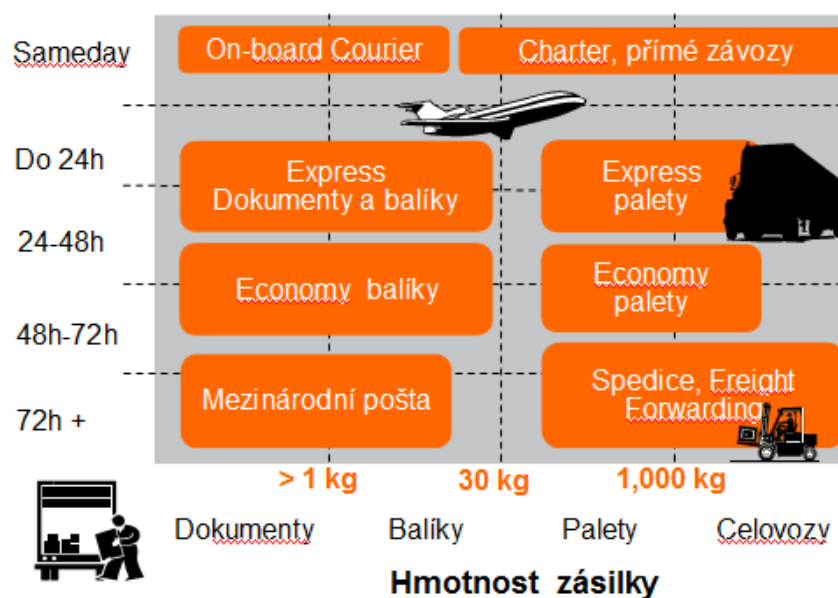 Sameday
On-board Courier
Charter, přímé závozy
Do 24h
Express
Dokumenty a balíky
Express
palety
24-48h
Economy balíky
Economy
palety
48h-72h
Mezinárodní pošta
Spedice, Freight
Forwarding
72h +
> 1 kg
30 kg
1,000 kg
Dokumenty
Balíky
Palety
Celovozy
Hmotnost zásilky